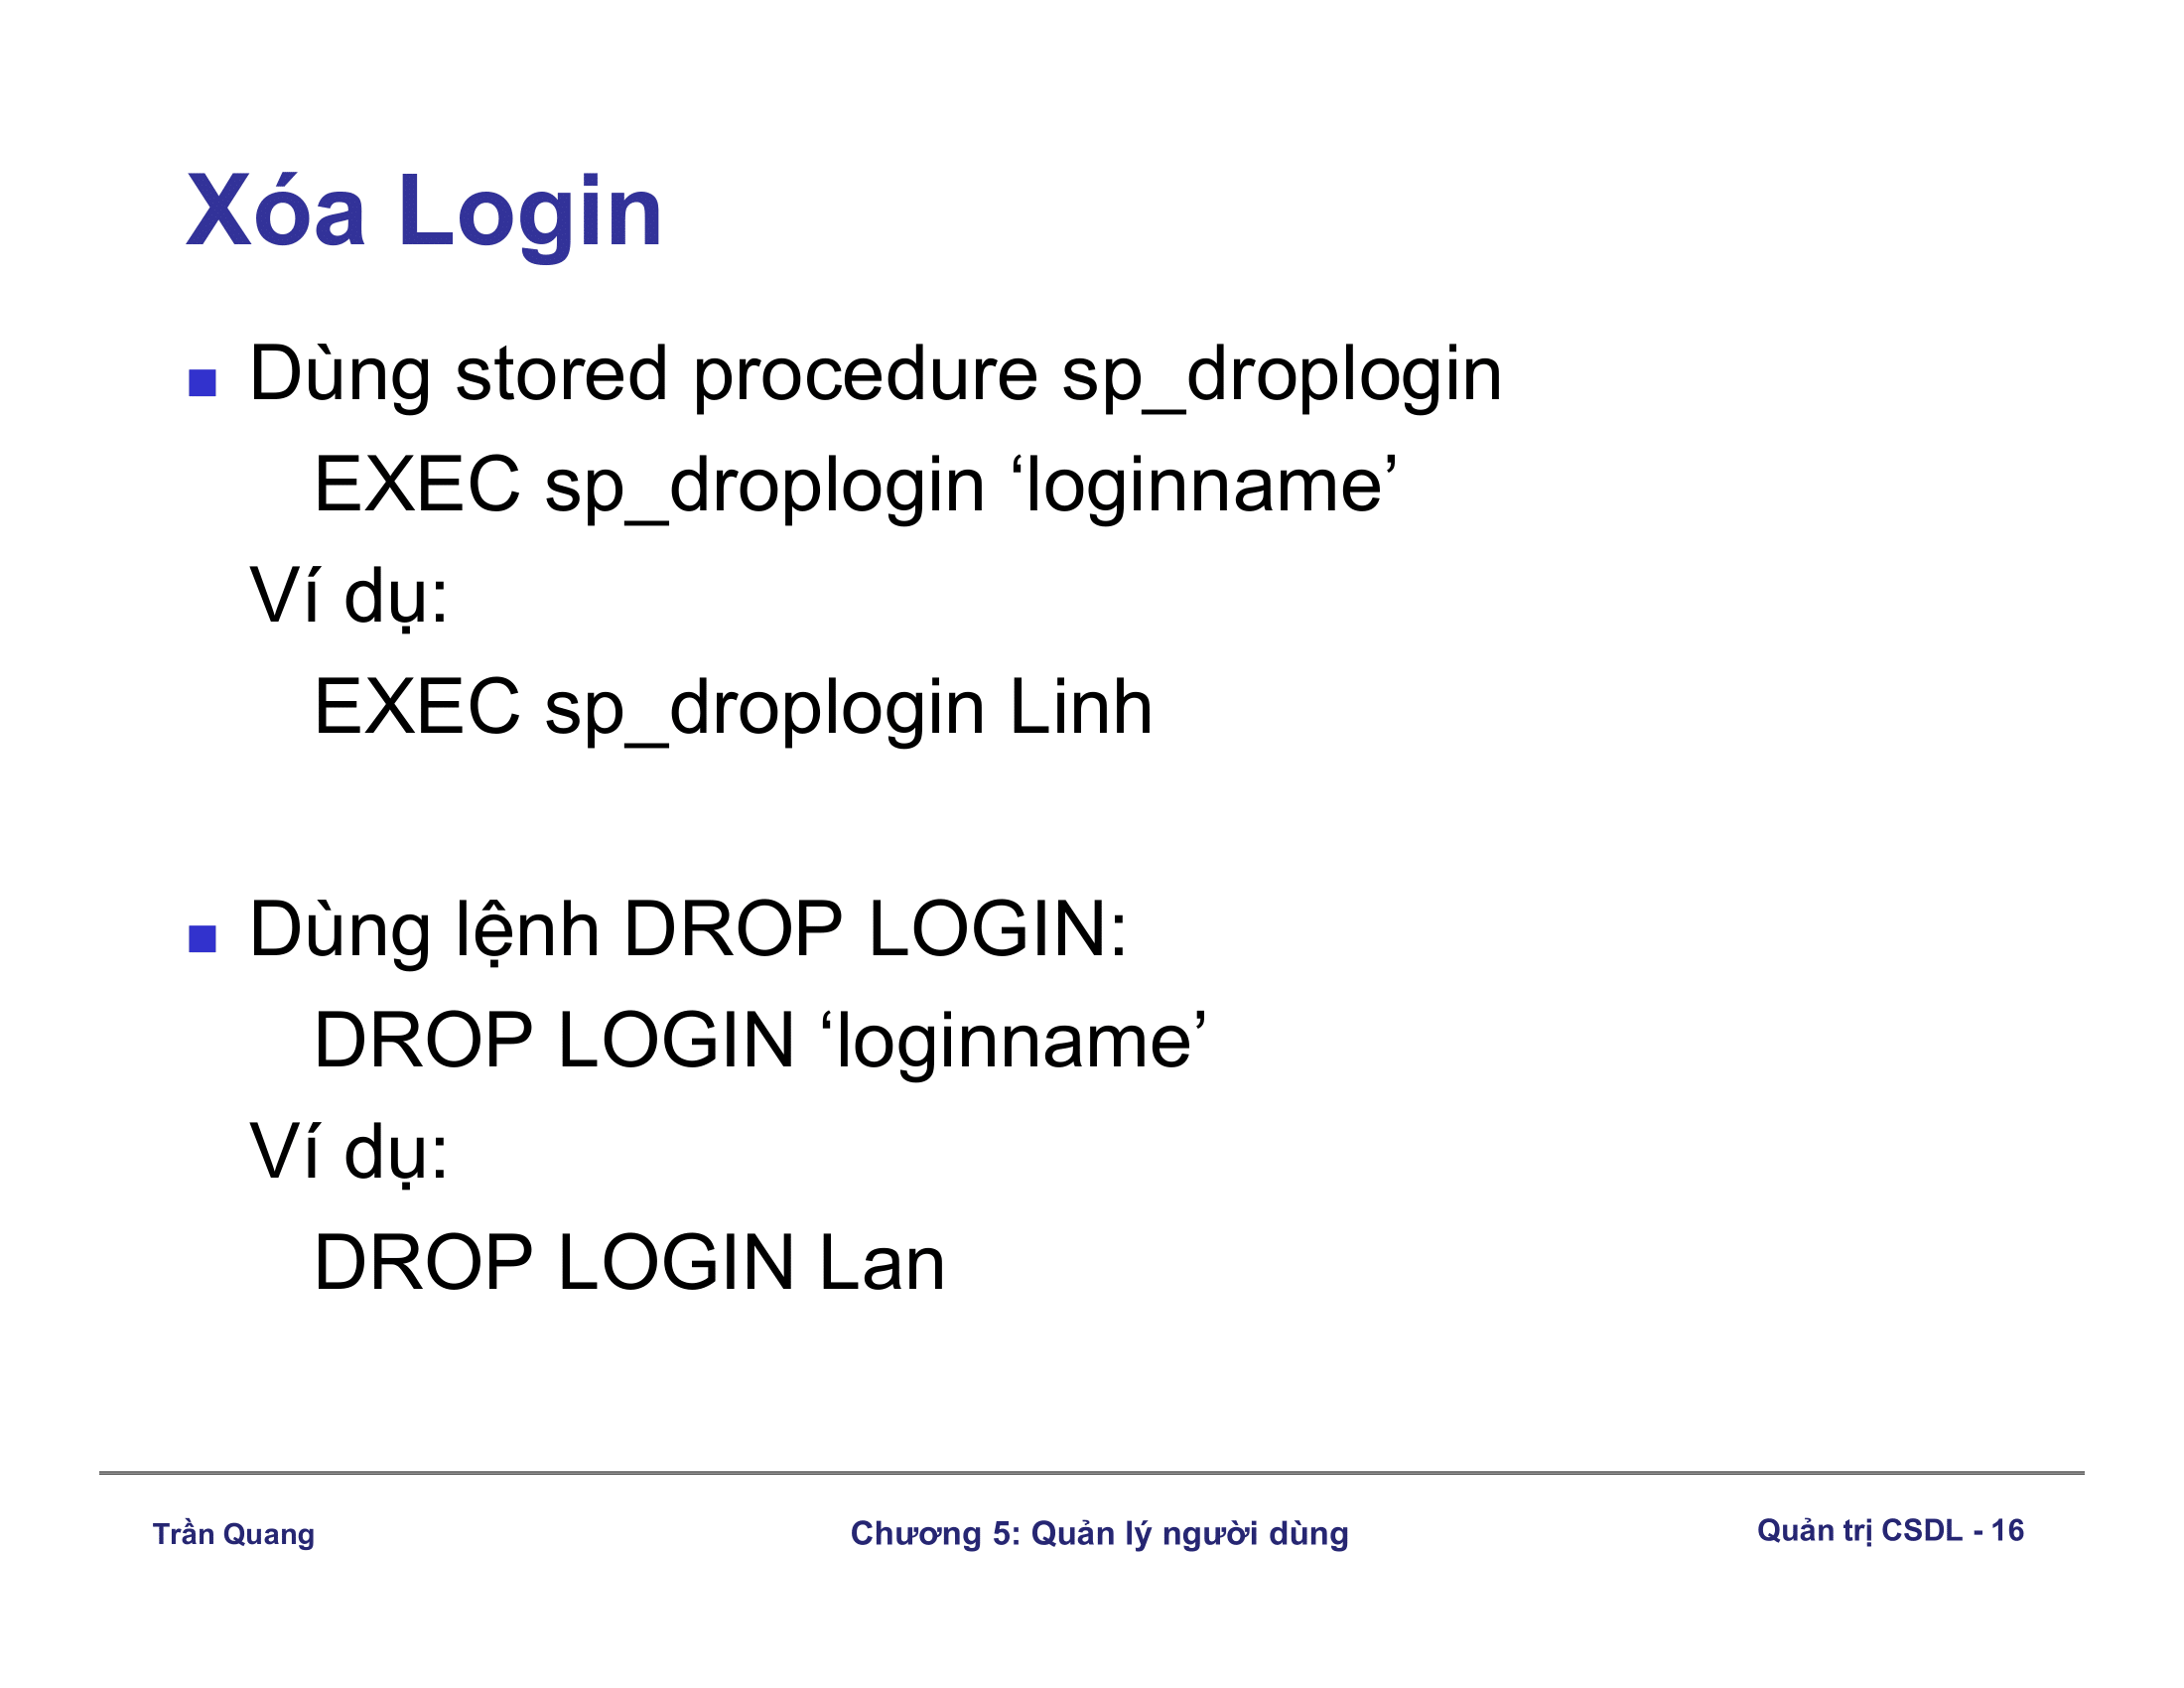 Xóa Login
Dùng stored procedure sp_droplogin
EXEC sp_droplogin ‘loginname’
Ví dụ:
EXEC sp_droplogin Linh
Dùng lệnh DROP LOGIN:
DROP LOGIN ‘loginname’
Ví dụ:
DROP LOGIN Lan
Trần Quang
Chương 5: Quản lý người dùng
Quản trị CSDL - 16